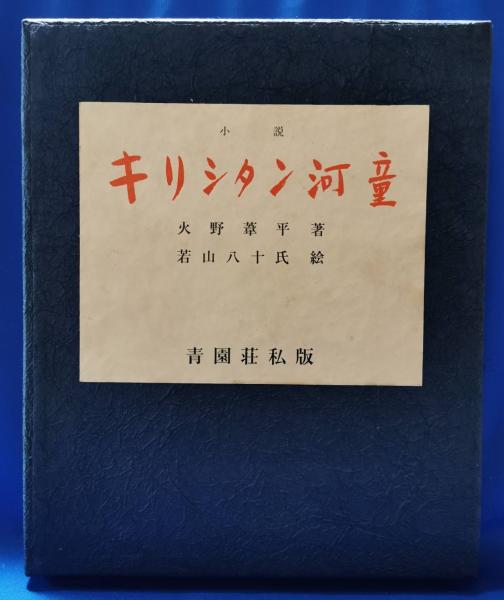 小説
キリシタン河童
火野葦平著
若山八十氏絵
青園荘私版